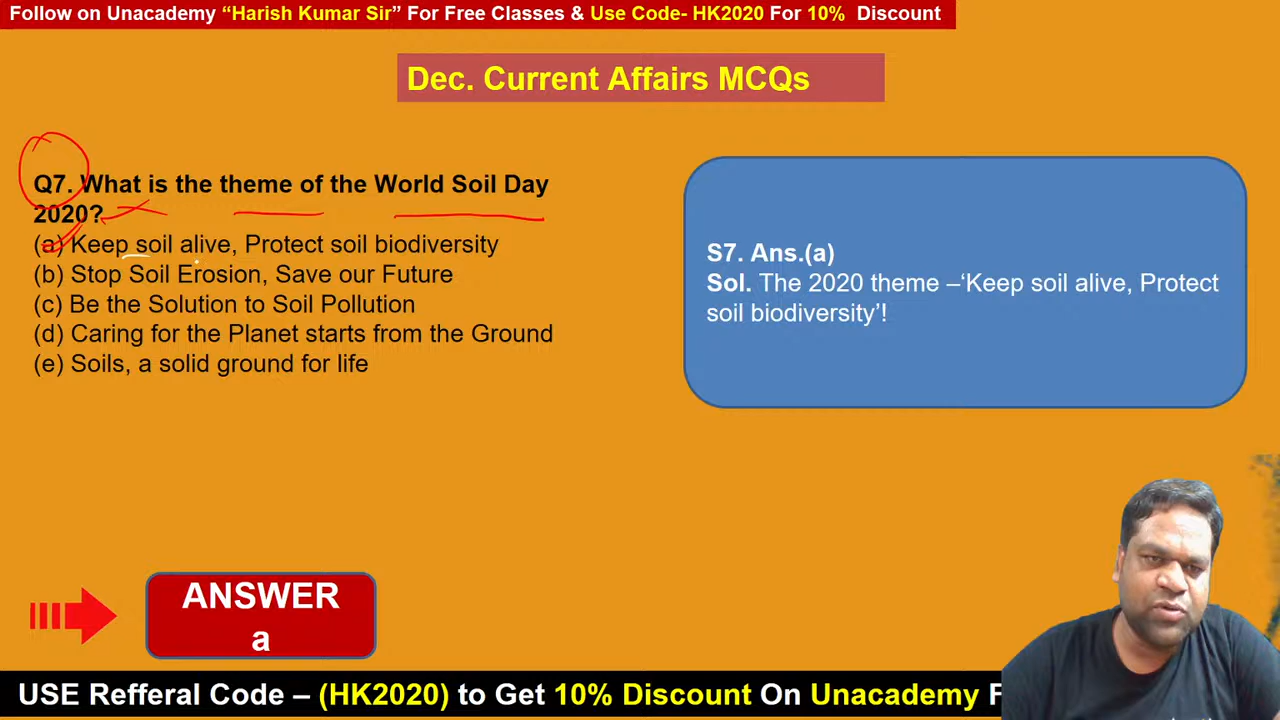 Follow on Unacademy “Harish Kumar Sir” For Free Classes & Use Code- HK2020 For 10% Discount
Dec. Current Affairs MCQs
Q7. What is the theme of the World Soil Day
2020?
(a) Keep soil alive, Protect soil biodiversity
(b) Stop Soil Erosion, Save our Future
(c) Be the Solution to Soil Pollution
(d) Caring for the Planet starts from the Ground
(e) Soils, a solid ground for life
S7. Ans.(a)
Sol. The 2020 theme –‘Keep soil alive, Protect
soil biodiversity’!
ANSWER
a
USE Refferal Code – (HK2020) to Get 10% Discount On Unacademy F